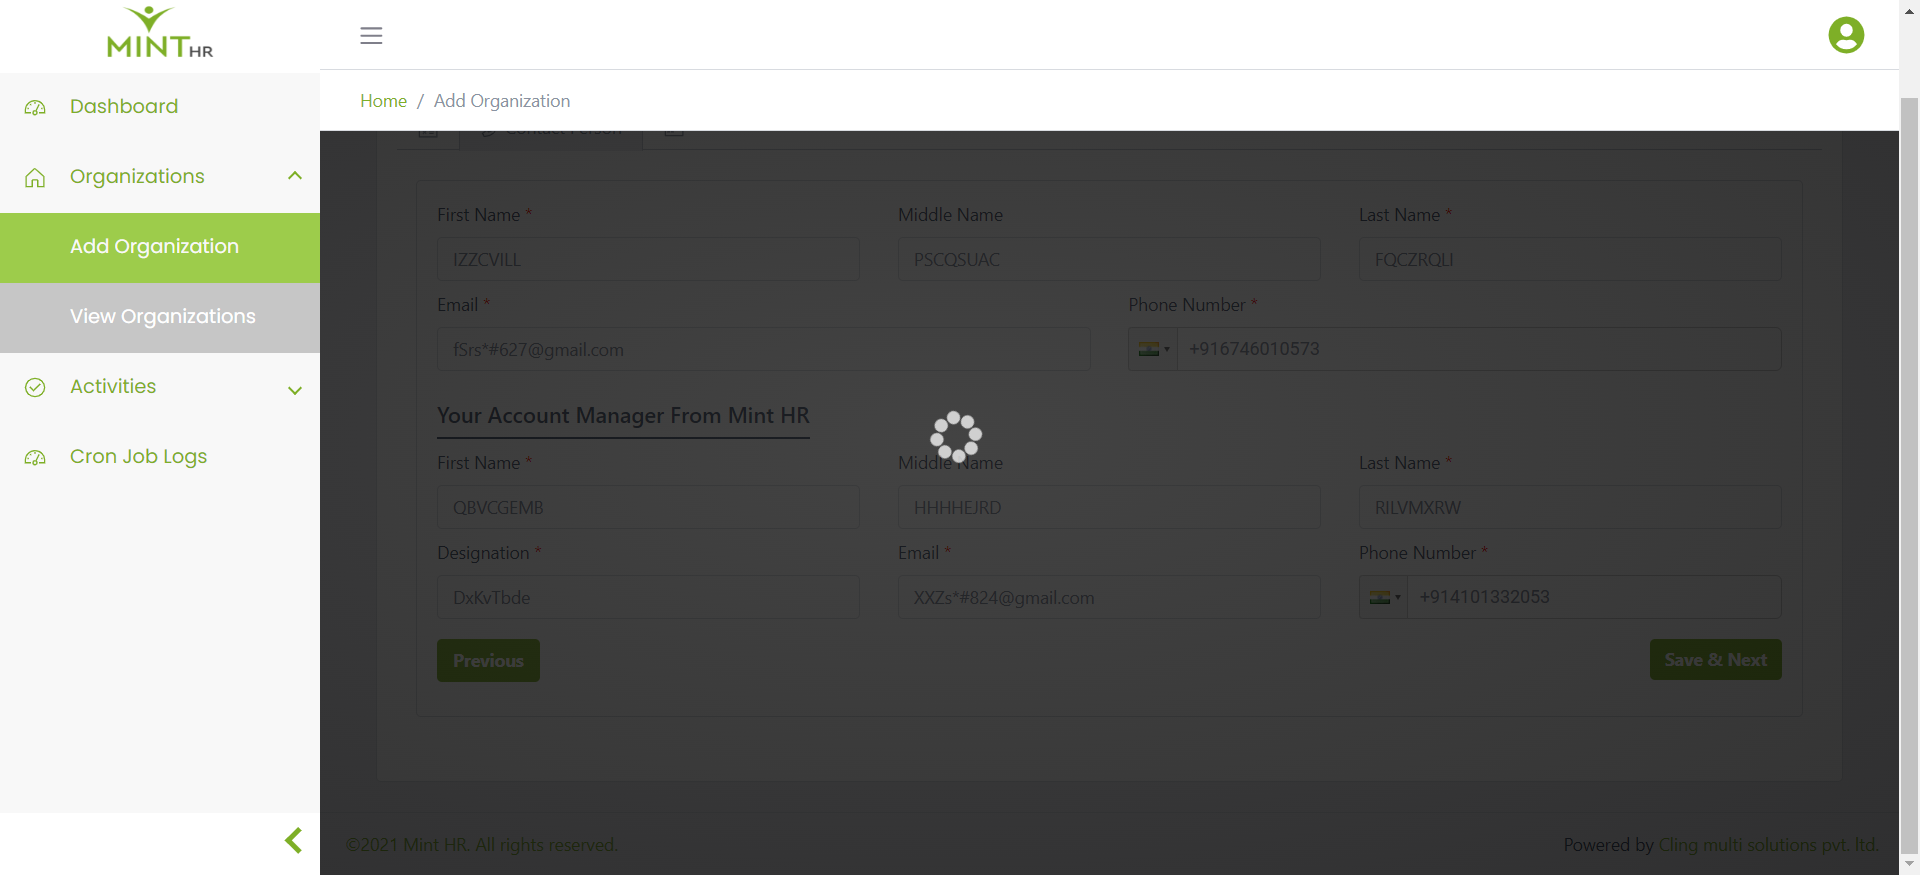 MINT HR
Dashboard
Organizations
Add Organization
View Organizations
Activities
Cron Job Logs
Home / Add Organization
Contact Person
First Name *
Middle Name
Last Name *
IZZCVILL
PSCQSUAC
FQCZRQLI
Email *
Phone Number *
fSrs*#627@gmail.com
+916746010573
Your Account Manager From Mint HR
First Name *
Middle Name
Last Name *
QBVCGEMB
HHHHEJRD
RILVMXRW
Designation *
Email *
Phone Number *
DxKvTbde
XXZs*#824@gmail.com
+914101332053
Previous
Save & Next
©2021 Mint HR. All rights reserved.
Powered by Cling multi solutions pvt. ltd.